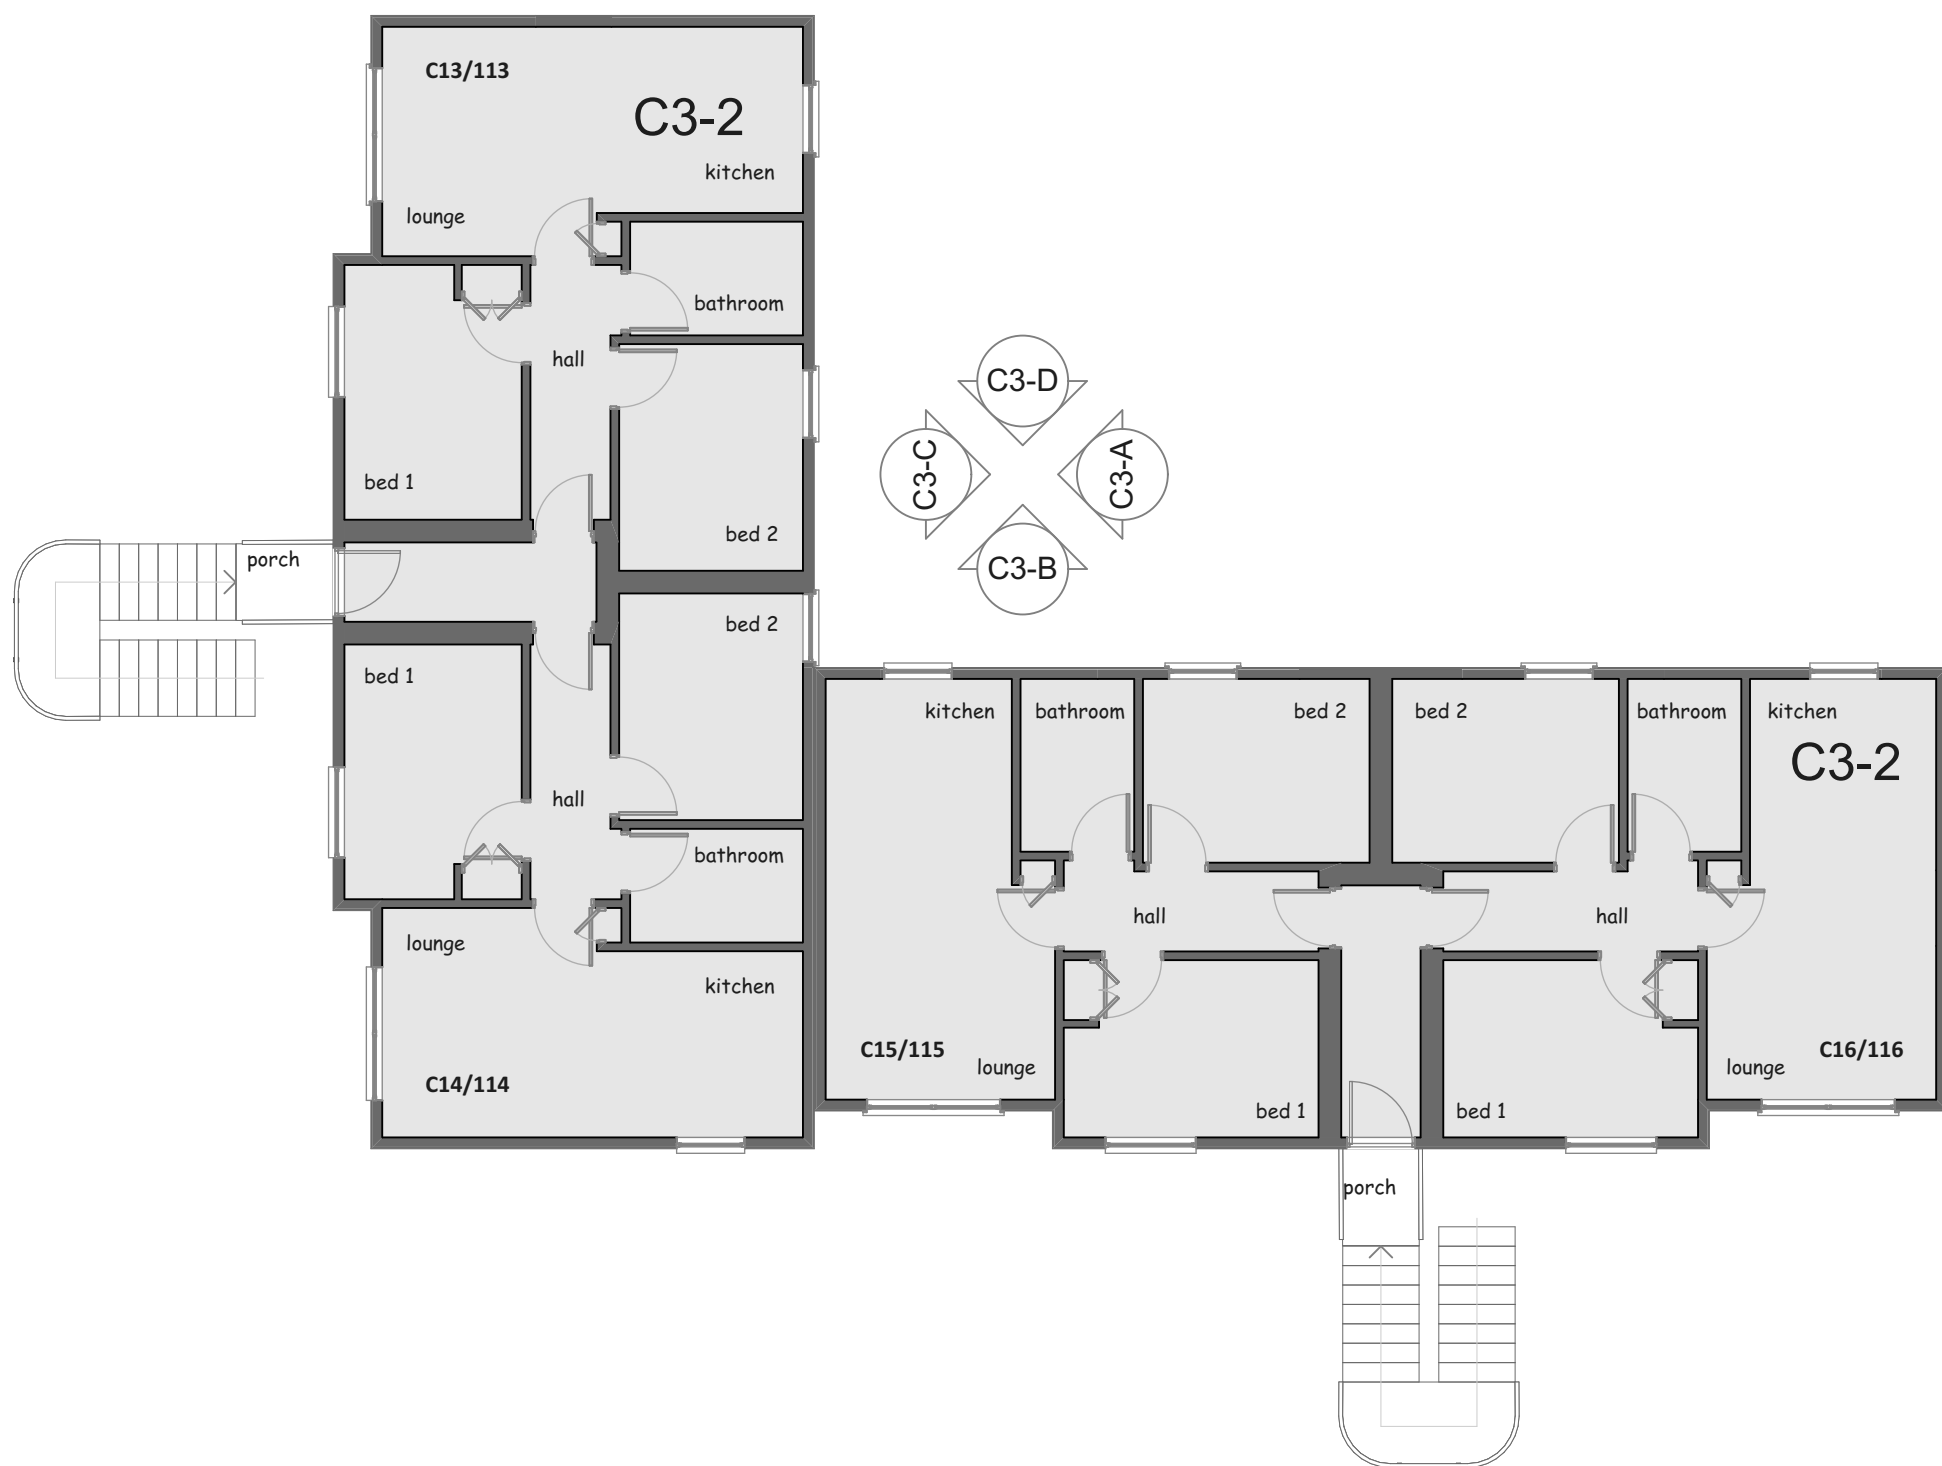 C13/113
C3-2
kitchen
lounge
bathroom
hall
bed 1
bed 2
porch
bed 2
bed 1
hall
bathroom
lounge
kitchen
C14/114
C3-D
C3-C
C3-A
C3-B
kitchen
bathroom
bed 2
bed 2
bathroom
kitchen
C3-2
hall
hall
C15/115
lounge
bed 1
bed 1
lounge
C16/116
porch